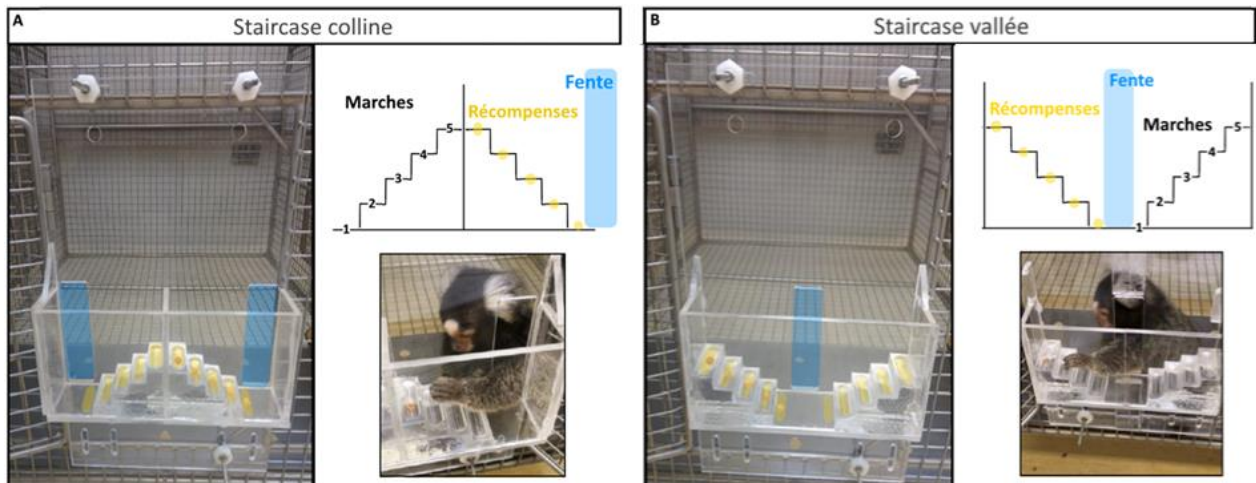 A
Staircase colline
Fente
Marches
Récompenses
5
4
3
2
1
B
Staircase vallée
Fente
Récompenses
Marches
5
4
3
2
1